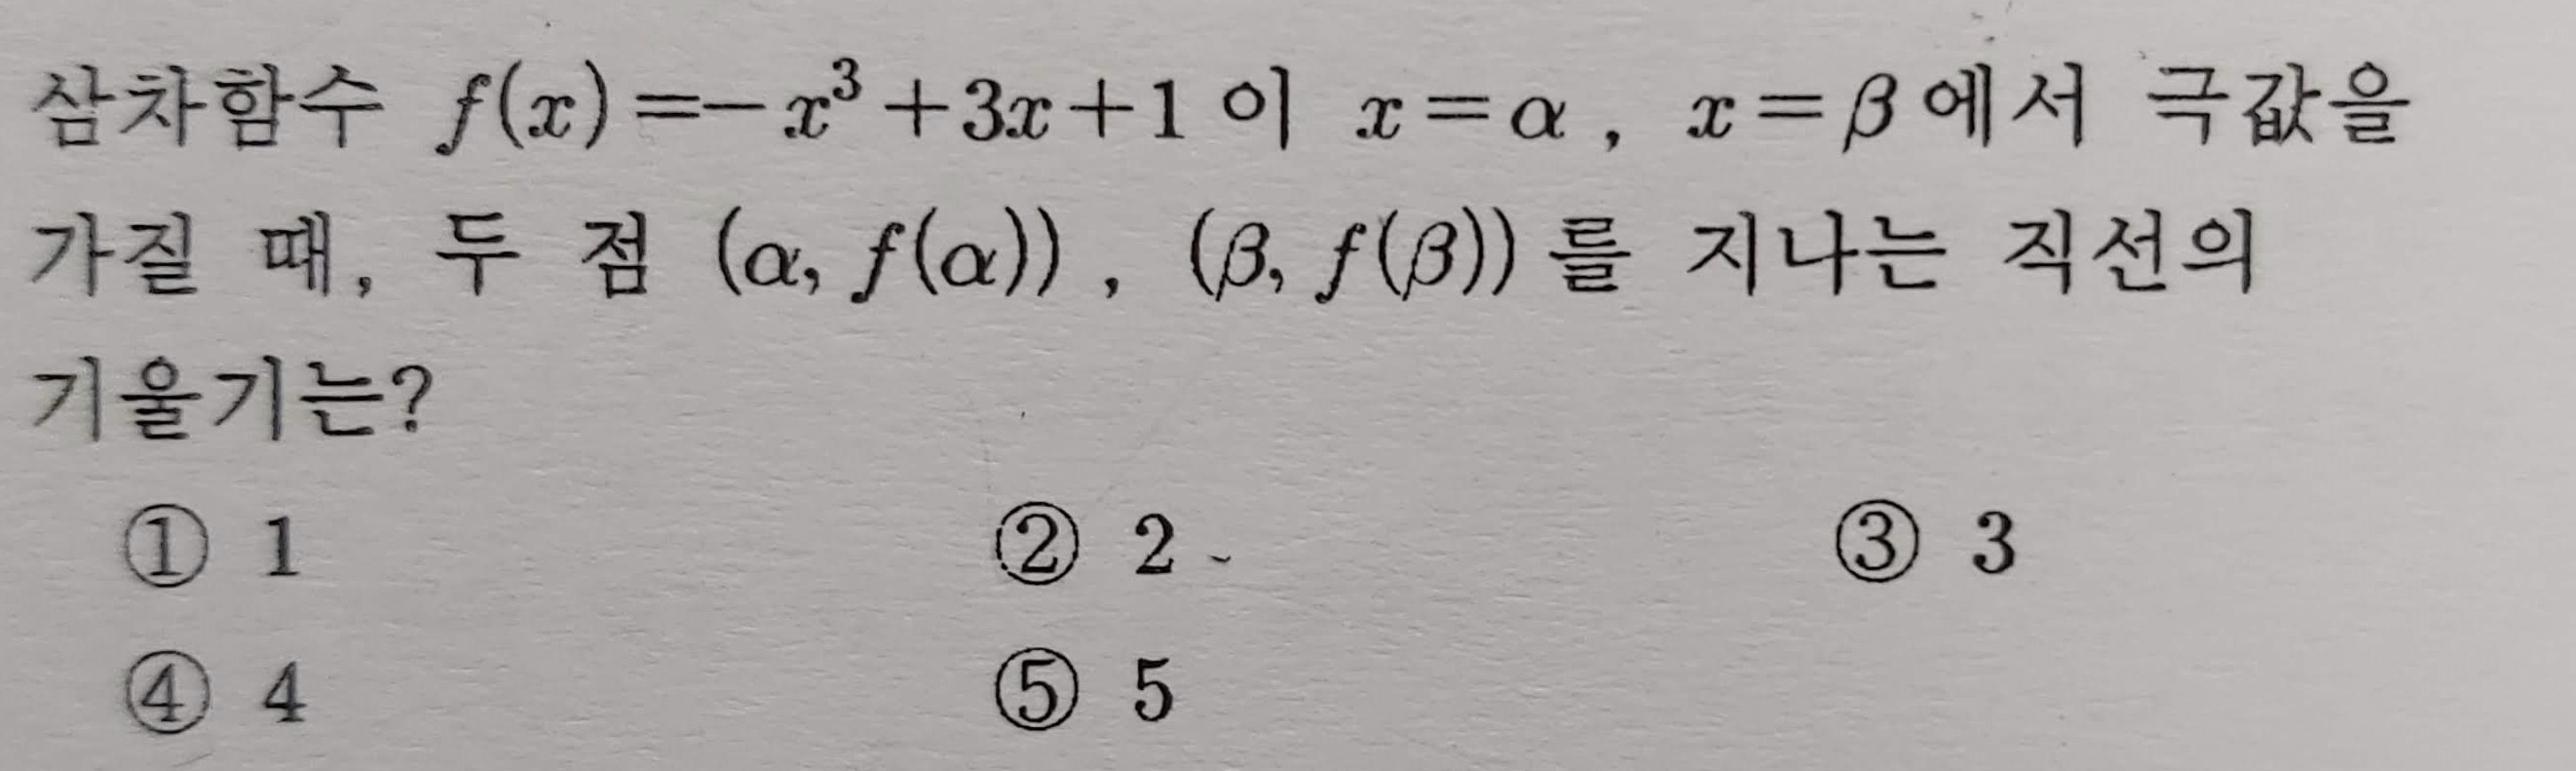 삼차함수 f(x)=-x³+3x+1 이 x=α, x=β에서 극값을
가질 때, 두 점 (α, f(α)), (β, f(β))를 지나는 직선의
기울기는?
① 1 ② 2 ③ 3
④ 4 ⑤ 5